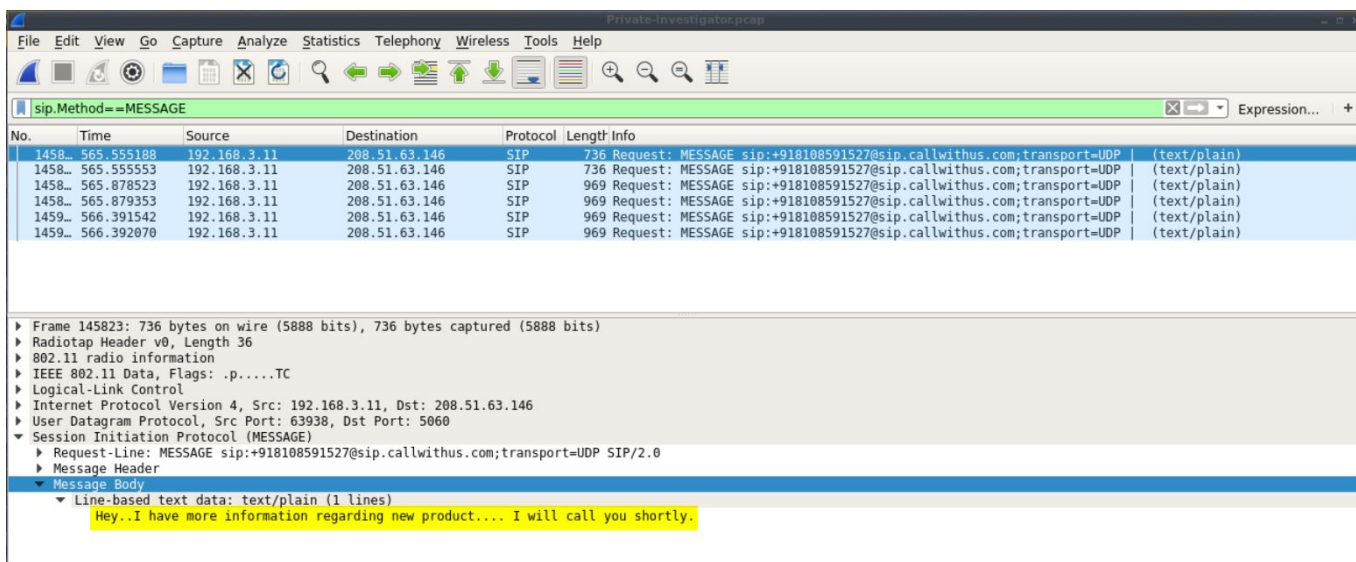 Private-investigator.pcap
File Edit View Go Capture Analyze Statistics Telephony Wireless Tools Help
sip.Method==MESSAGE Expression... +
No. Time Source Destination Protocol Length Info
1458… 565.555188 192.168.3.11 208.51.63.146 SIP 736 Request: MESSAGE sip:+918108591527@sip.callwithus.com;transport=UDP | (text/plain)
1458… 565.555553 192.168.3.11 208.51.63.146 SIP 736 Request: MESSAGE sip:+918108591527@sip.callwithus.com;transport=UDP | (text/plain)
1458… 565.878523 192.168.3.11 208.51.63.146 SIP 969 Request: MESSAGE sip:+918108591527@sip.callwithus.com;transport=UDP | (text/plain)
1458… 565.879353 192.168.3.11 208.51.63.146 SIP 969 Request: MESSAGE sip:+918108591527@sip.callwithus.com;transport=UDP | (text/plain)
1459… 566.391542 192.168.3.11 208.51.63.146 SIP 969 Request: MESSAGE sip:+918108591527@sip.callwithus.com;transport=UDP | (text/plain)
1459… 566.392070 192.168.3.11 208.51.63.146 SIP 969 Request: MESSAGE sip:+918108591527@sip.callwithus.com;transport=UDP | (text/plain)
Frame 145823: 736 bytes on wire (5888 bits), 736 bytes captured (5888 bits)
Radiotap Header v0, Length 36
802.11 radio information
IEEE 802.11 Data, Flags: .p.....TC
Logical-Link Control
Internet Protocol Version 4, Src: 192.168.3.11, Dst: 208.51.63.146
User Datagram Protocol, Src Port: 63938, Dst Port: 5060
Session Initiation Protocol (MESSAGE)
Request-Line: MESSAGE sip:+918108591527@sip.callwithus.com;transport=UDP SIP/2.0
Message Header
Message Body
Line-based text data: text/plain (1 lines)
Hey..I have more information regarding new product.... I will call you shortly.